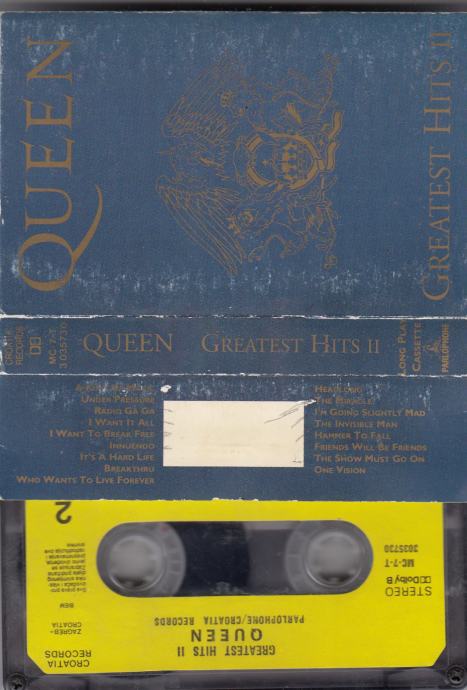 QUEEN
GREATEST HITS II
CROATIA
RECORDS
MC-7-T
3035730
QUEEN GREATEST HITS II
LONG PLAY
CASSETTE
PARLOPHONE
UNDER PRESSURE
RADIO GA GA
I WANT IT ALL
I WANT TO BREAK FREE
INNUENDO
IT'S A HARD LIFE
BREAKTHRU
WHO WANTS TO LIVE FOREVER
HEADLONG
THE MIRACLE
I'M GOING SLIGHTLY MAD
THE INVISIBLE MAN
HAMMER TO FALL
FRIENDS WILL BE FRIENDS
THE SHOW MUST GO ON
ONE VISION
CROATIA
RECORDS
ZAGREB-
CROATIA
BEM
GREATEST HITS II
QUEEN
PARLOPHONE/CROATIA RECORDS
STEREO
Dolby B
MC-7-T
3035730
2